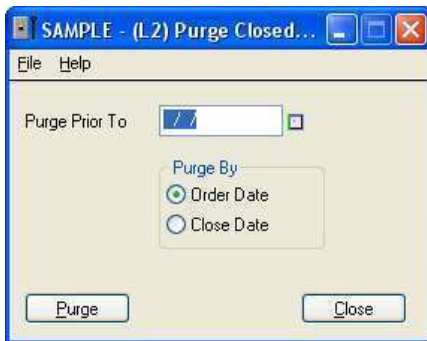 SAMPLE - (L2) Purge Closed...
File Help
Purge Prior To / /
Purge By
Order Date
Close Date
Purge Close